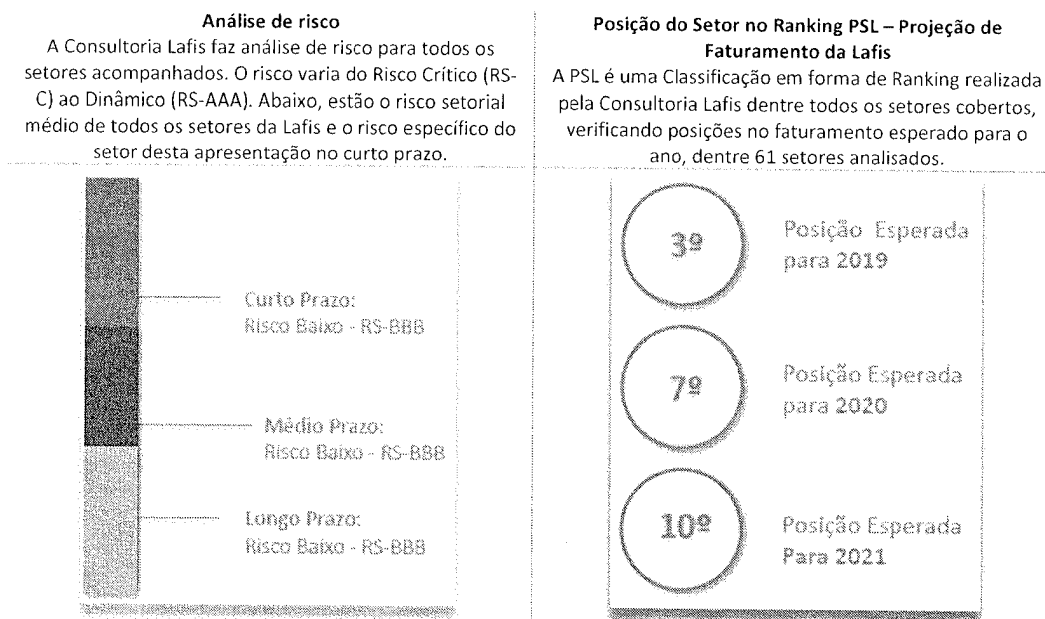 Análise de risco
A Consultoria Lafis faz análise de risco para todos os
setores acompanhados. O risco varia do Risco Crítico (RS-
C) ao Dinâmico (RS-AAA). Abaixo, estão o risco setorial
médio de todos os setores da Lafis e o risco específico do
setor desta apresentação no curto prazo.
Curto Prazo:
Risco Baixo - RS-BBB
Médio Prazo:
Risco Baixo - RS-BBB
Longo Prazo:
Risco Baixo - RS-BBB
Posição do Setor no Ranking PSL – Projeção de
Faturamento da Lafis
A PSL é uma Classificação em forma de Ranking realizada
pela Consultoria Lafis dentre todos os setores cobertos,
verificando posições no faturamento esperado para o
ano, dentre 61 setores analisados.
3º
Posição Esperada
para 2019
7º
Posição Esperada
para 2020
10º
Posição Esperada
Para 2021